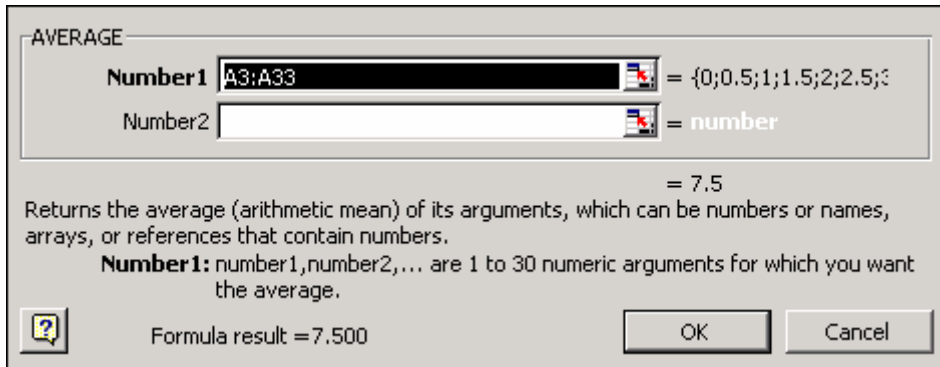 AVERAGE
Number1 A3:A33 = {0;0.5;1;1.5;2;2.5;3
Number2 = number
= 7.5
Returns the average (arithmetic mean) of its arguments, which can be numbers or names,
arrays, or references that contain numbers.
Number1: number1,number2,... are 1 to 30 numeric arguments for which you want
the average.
? Formula result =7.500 OK Cancel